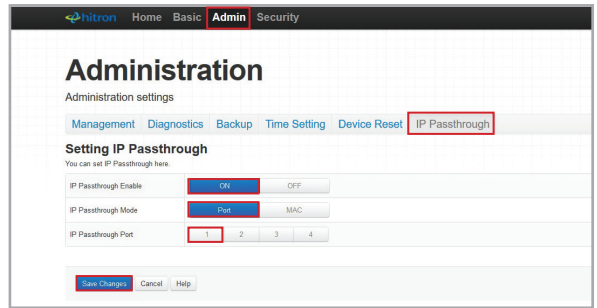 hitron Home Basic Admin Security
Administration
Administration settings
Management Diagnostics Backup Time Setting Device Reset IP Passthrough
Setting IP Passthrough
You can set IP Passthrough here.
IP Passthrough Enable ON OFF
IP Passthrough Mode Port MAC
IP Passthrough Port 1 2 3 4
Save Changes Cancel Help